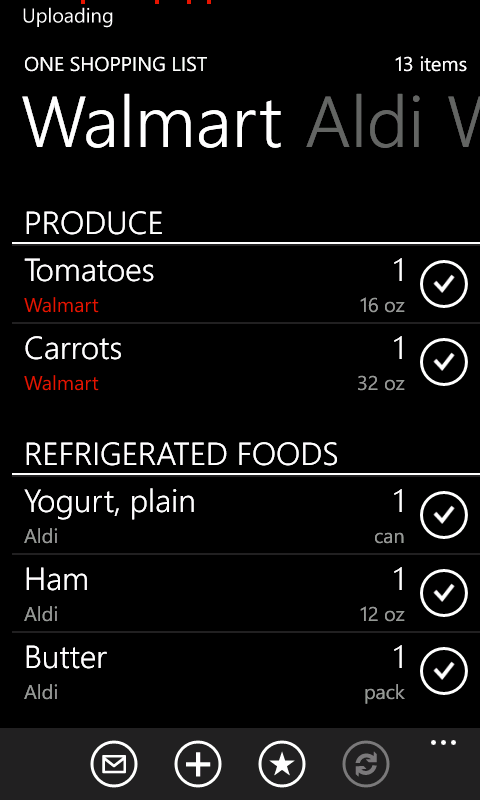 Uploading
ONE SHOPPING LIST 13 items
Walmart Aldi
PRODUCE
Tomatoes 1
Walmart 16 oz
Carrots 1
Walmart 32 oz
REFRIGERATED FOODS
Yogurt, plain 1
Aldi can
Ham 1
Aldi 12 oz
Butter 1
Aldi pack